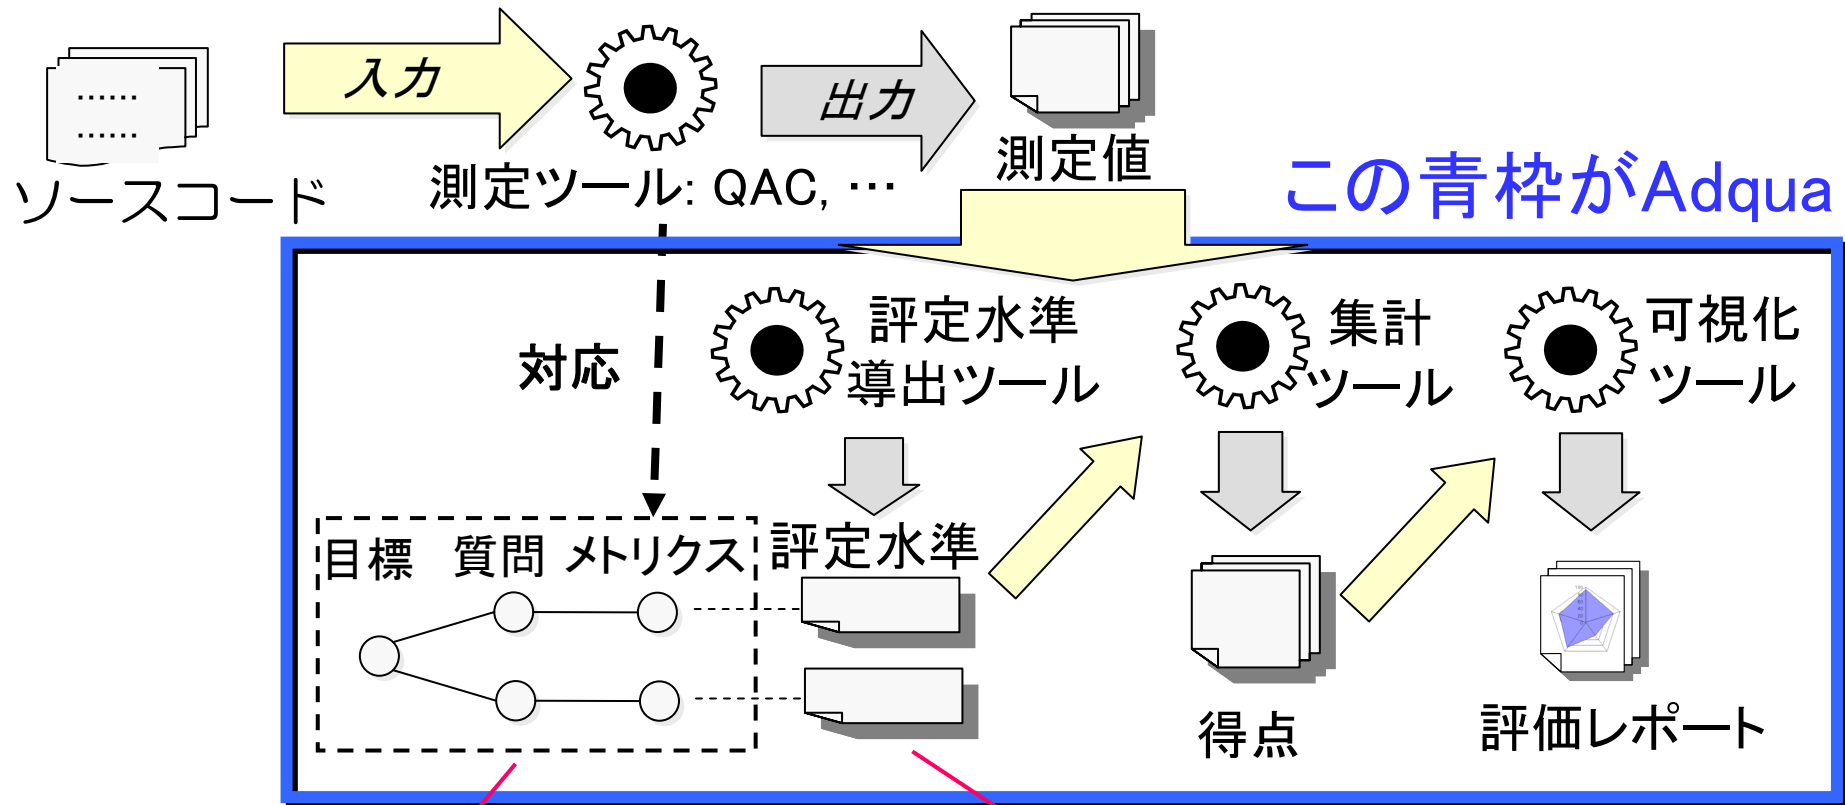 入力
出力
……
……
ソースコード
測定ツール: QAC, …
測定値
この青枠がAdqua
対応
評定水準
導出ツール
集計
ツール
可視化
ツール
目標
質問
メトリクス
評定水準
得点
評価レポート